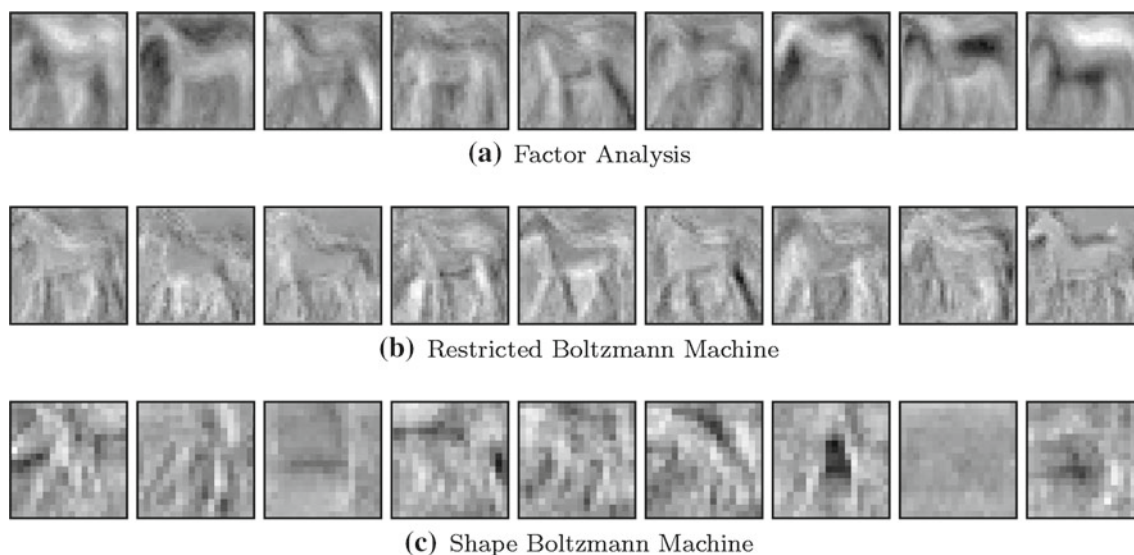 (a) Factor Analysis
(b) Restricted Boltzmann Machine
(c) Shape Boltzmann Machine